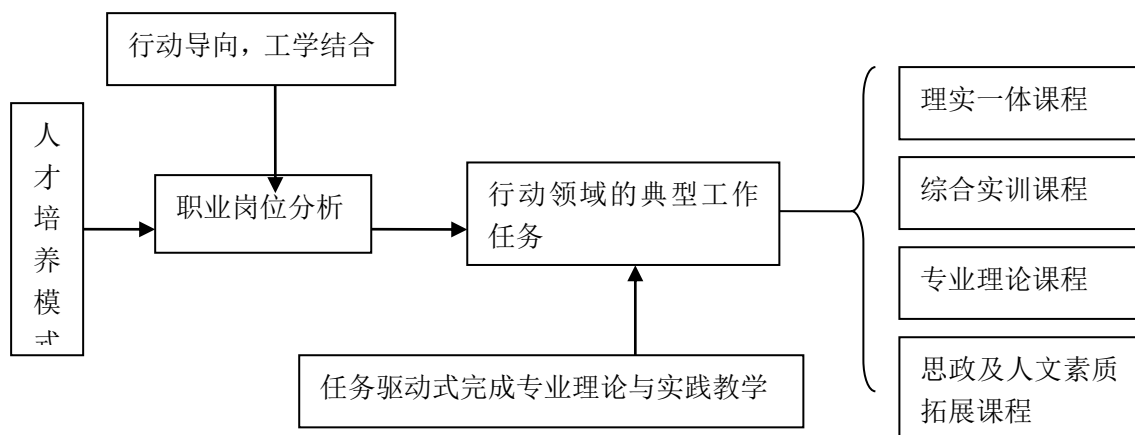 行动导向，工学结合
人
才
培
养
模
式
职业岗位分析
行动领域的典型工作
任务
任务驱动式完成专业理论与实践教学
理实一体课程
综合实训课程
专业理论课程
思政及人文素质
拓展课程